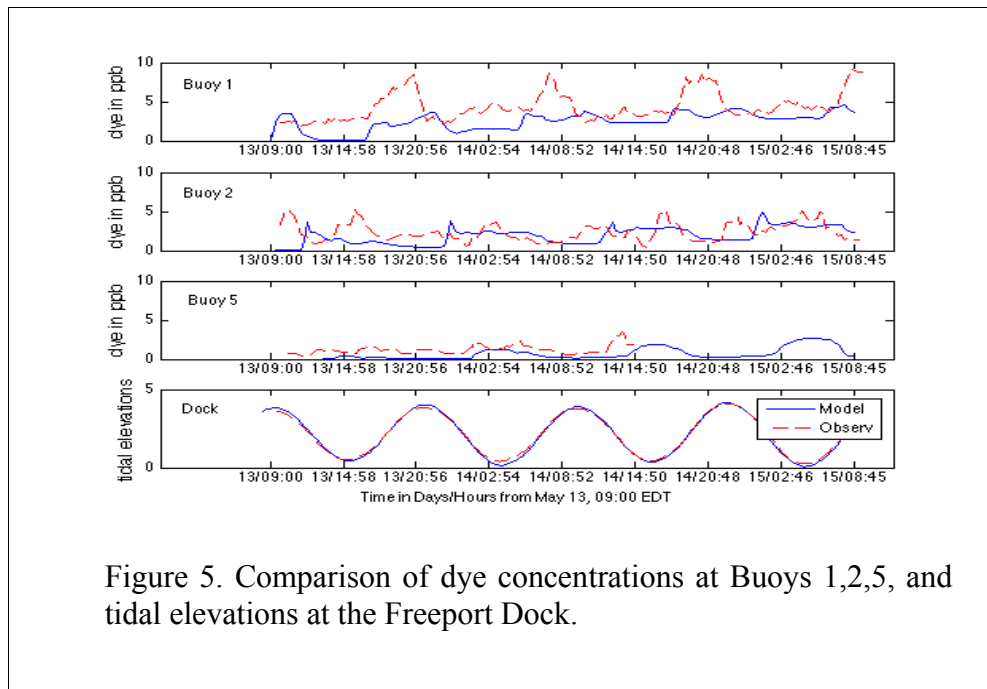 10
5
0
dye in ppb
Buoy 1
13/09:00 13/14:58 13/20:56 14/02:54 14/08:52 14/14:50 14/20:48 15/02:46 15/08:45
10
5
0
dye in ppb
Buoy 2
13/09:00 13/14:58 13/20:56 14/02:54 14/08:52 14/14:50 14/20:48 15/02:46 15/08:45
10
5
0
dye in ppb
Buoy 5
13/09:00 13/14:58 13/20:56 14/02:54 14/08:52 14/14:50 14/20:48 15/02:46 15/08:45
5
0
tidal elevations
Dock
Model
Observ
13/09:00 13/14:58 13/20:56 14/02:54 14/08:52 14/14:50 14/20:48 15/02:46 15/08:45
Time in Days/Hours from May 13, 09:00 EDT
Figure 5. Comparison of dye concentrations at Buoys 1,2,5, and
tidal elevations at the Freeport Dock.